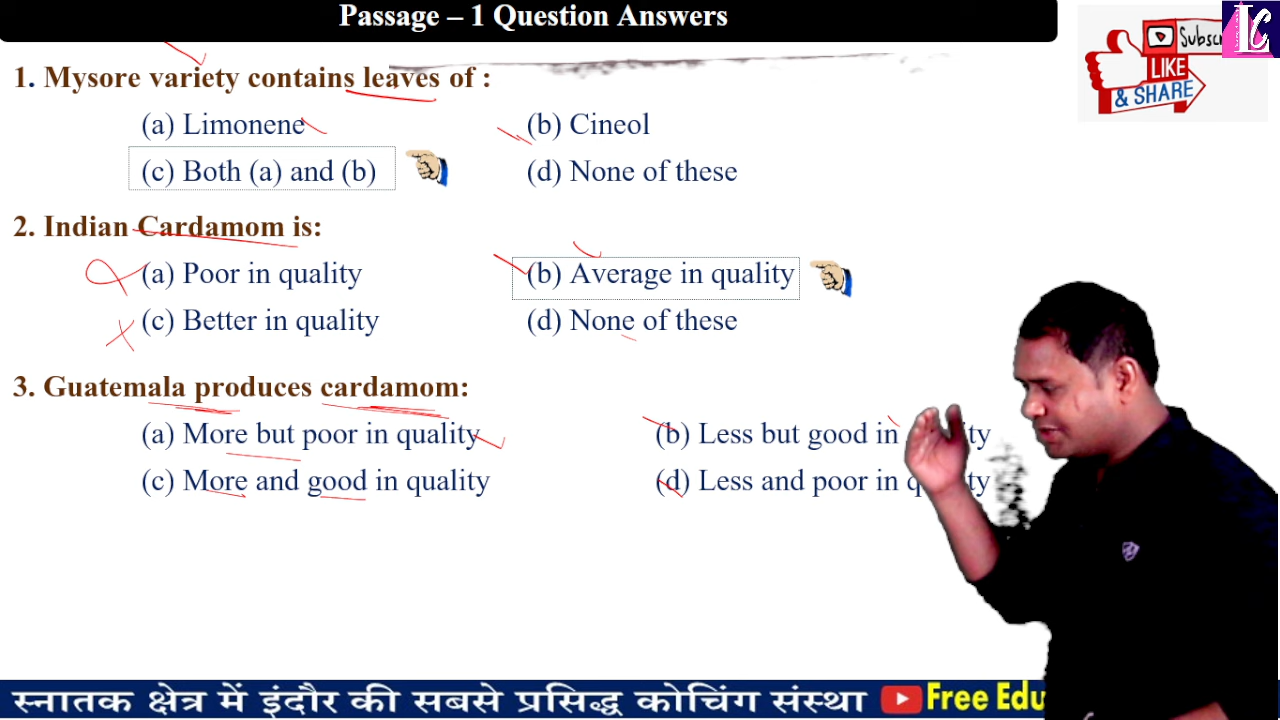 Passage – 1 Question Answers
Subscr
LIKE
& SHARE
LC
1. Mysore variety contains leaves of :
(a) Limonene (b) Cineol
(c) Both (a) and (b) (d) None of these
2. Indian Cardamom is:
(a) Poor in quality (b) Average in quality
(c) Better in quality (d) None of these
3. Guatemala produces cardamom:
(a) More but poor in quality (b) Less but good in
(c) More and good in quality (d) Less and poor in
स्नातक क्षेत्र में इंदौर की सबसे प्रसिद्ध कोचिंग संस्था Free Edu